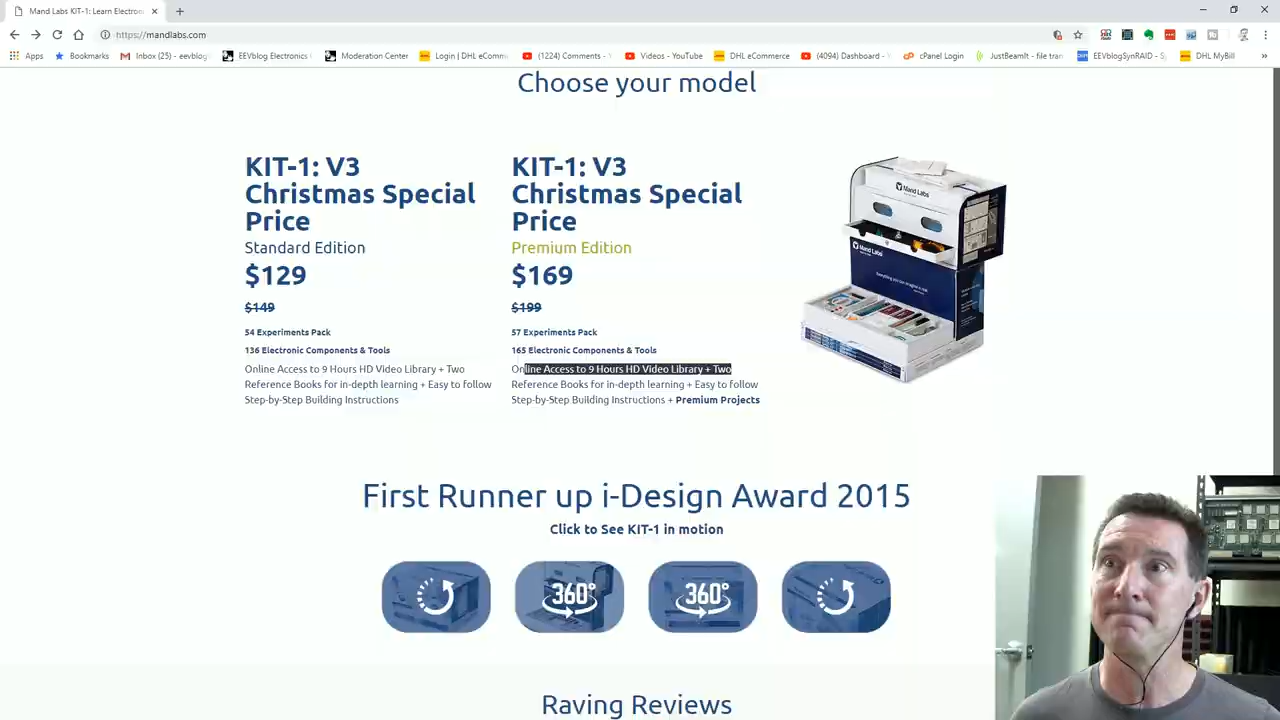 Mand Labs KIT-1: Learn Electron
https://mandlabs.com
Apps
Bookmarks
Inbox (25) - eevblog
EEVblog Electronics
Moderation Center
Login | DHL eComm
(1224) Comments -
Videos - YouTube
DHL eCommerce
(4094) Dashboard -
cPanel Login
JustBeamIt - file tran
EEVblogSynRAID - Sy
DHL MyBill
Choose your model
KIT-1: V3
Christmas Special
Price
Standard Edition
$129
$149
54 Experiments Pack
136 Electronic Components & Tools
Online Access to 9 Hours HD Video Library + Two
Reference Books for in-depth learning + Easy to follow
Step-by-Step Building Instructions
KIT-1: V3
Christmas Special
Price
Premium Edition
$169
$199
57 Experiments Pack
165 Electronic Components & Tools
Online Access to 9 Hours HD Video Library + Two
Reference Books for in-depth learning + Easy to follow
Step-by-Step Building Instructions + Premium Projects
Mand Labs
Mand Labs
First Runner up i-Design Award 2015
Click to See KIT-1 in motion
360°
360°
Raving Reviews